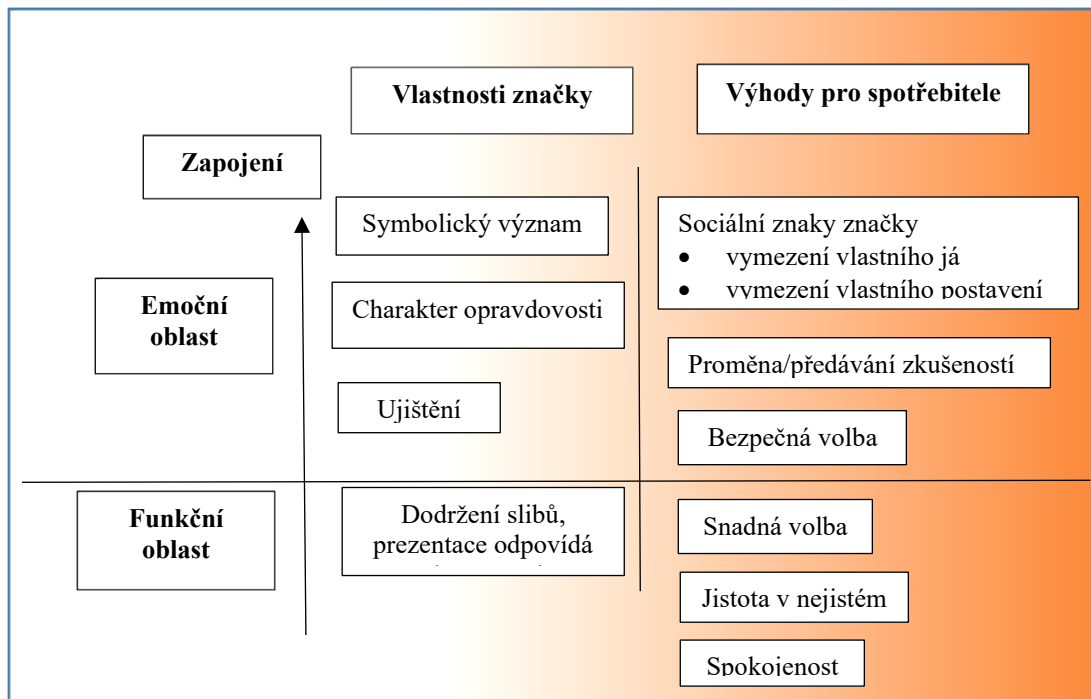 Vlastnosti značky
Výhody pro spotřebitele
Zapojení
Symbolický význam
Sociální znaky značky
• vymezení vlastního já
• vymezení vlastního postavení
Emoční
oblast
Charakter opravdovosti
Proměna/předávání zkušeností
Ujištění
Bezpečná volba
Funkční
oblast
Dodržení slibů,
prezentace odpovídá
Snadná volba
Jistota v nejistém
Spokojenost